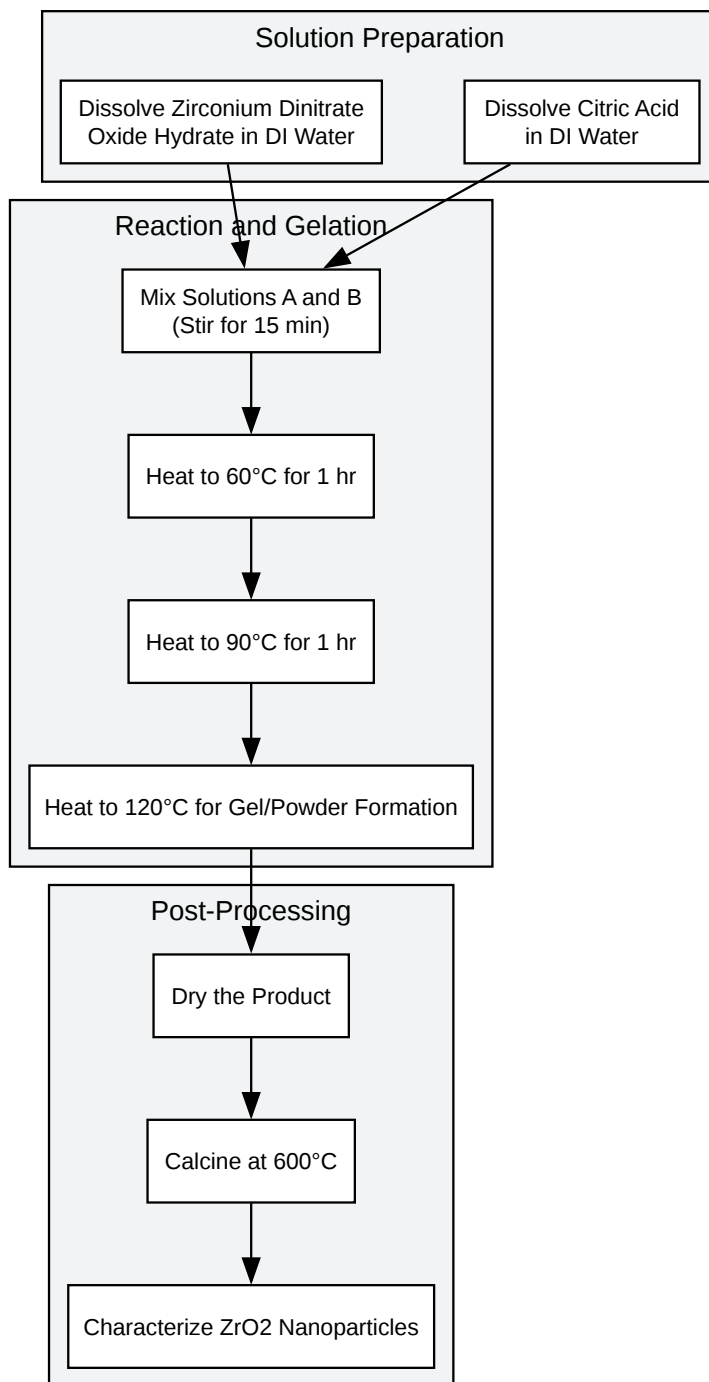 Solution Preparation
Dissolve Zirconium Dinitrate
Oxide Hydrate in DI Water
Dissolve Citric Acid
in DI Water
Reaction and Gelation
Mix Solutions A and B
(Stir for 15 min)
Heat to 60°C for 1 hr
Heat to 90°C for 1 hr
Heat to 120°C for Gel/Powder Formation
Post-Processing
Dry the Product
Calcine at 600°C
Characterize ZrO2 Nanoparticles